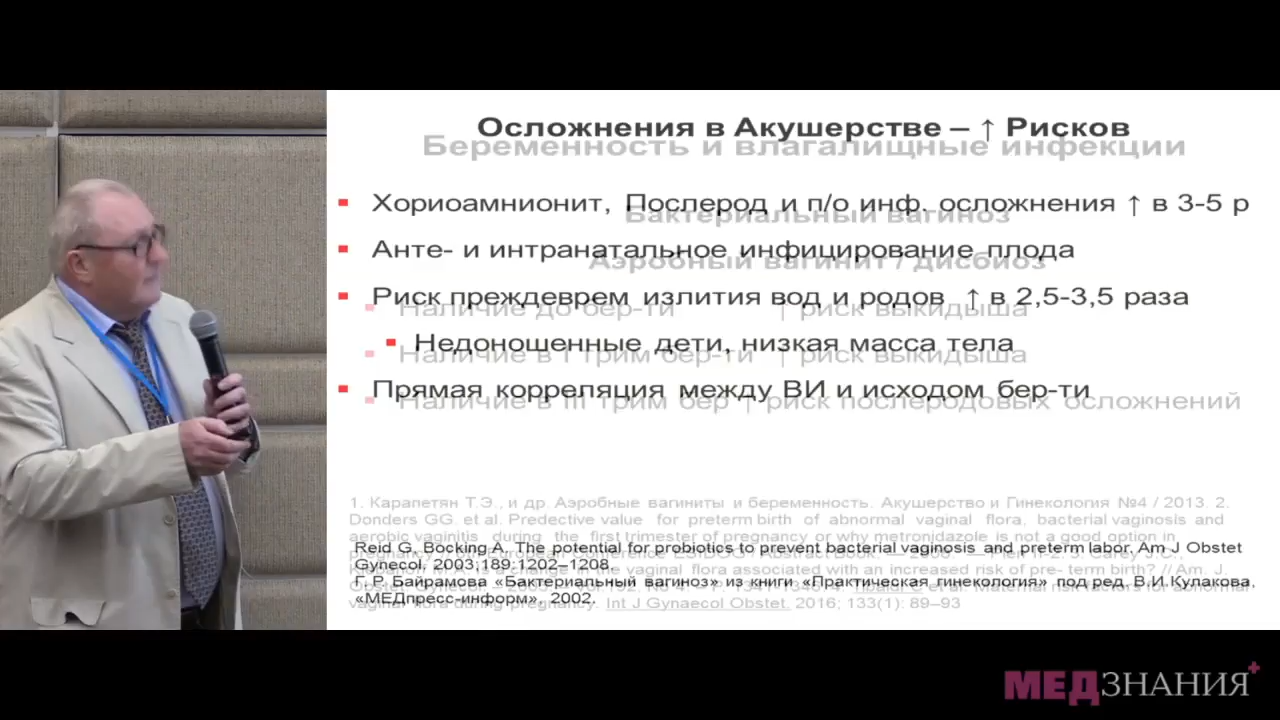 Осложнения в Акушерстве – ↑ Рисков
Беременность и влагалищные инфекции
Хориоамнионит, Послерод и п/о инф. осложнения ↑ в 3-5 р
Бактериальный вагиноз
Анте- и интранатальное инфицирование плода
Аэробный вагинит / дисбиоз
Риск преждеврем излития вод и родов ↑ в 2,5-3,5 раза
Наличие до бер-ти ↑ риск выкидыша
Недоношенные дети, низкая масса тела
Наличие в I трим бер-ти ↑ риск выкидыша
Прямая корреляция между ВИ и исходом бер-ти
Наличие в III трим бер ↑ риск послеродовых осложнений
1. Карапетян Т.Э., и др. Аэробные вагиниты и беременность. Акушерство и Гинекология №4 / 2013. 2.
Donders GG. et al. Predective value for preterm birth of abnormal vaginal flora, bacterial vaginosis and
aerobic vaginitis during the first trimester of pregnancy or why metronidazole is not a good option in
Reid G, Bocking A. The potential for probiotics to prevent bacterial vaginosis and preterm labor. Am J Obstet
Gynecol, 2003;189:1202–1208.
vaginal flora associated with an increased risk of pre- term birth? // Am. J.
Г. Р. Байрамова «Бактериальный вагиноз» из книги «Практическая гинекология» под ред. В.И.Кулакова,
«МЕДпресс-информ», 2002.
vaginal flora during pregnancy. Int J Gynaecol Obstet. 2016; 133(1): 89–93
МЕДЗНАНИЯ+